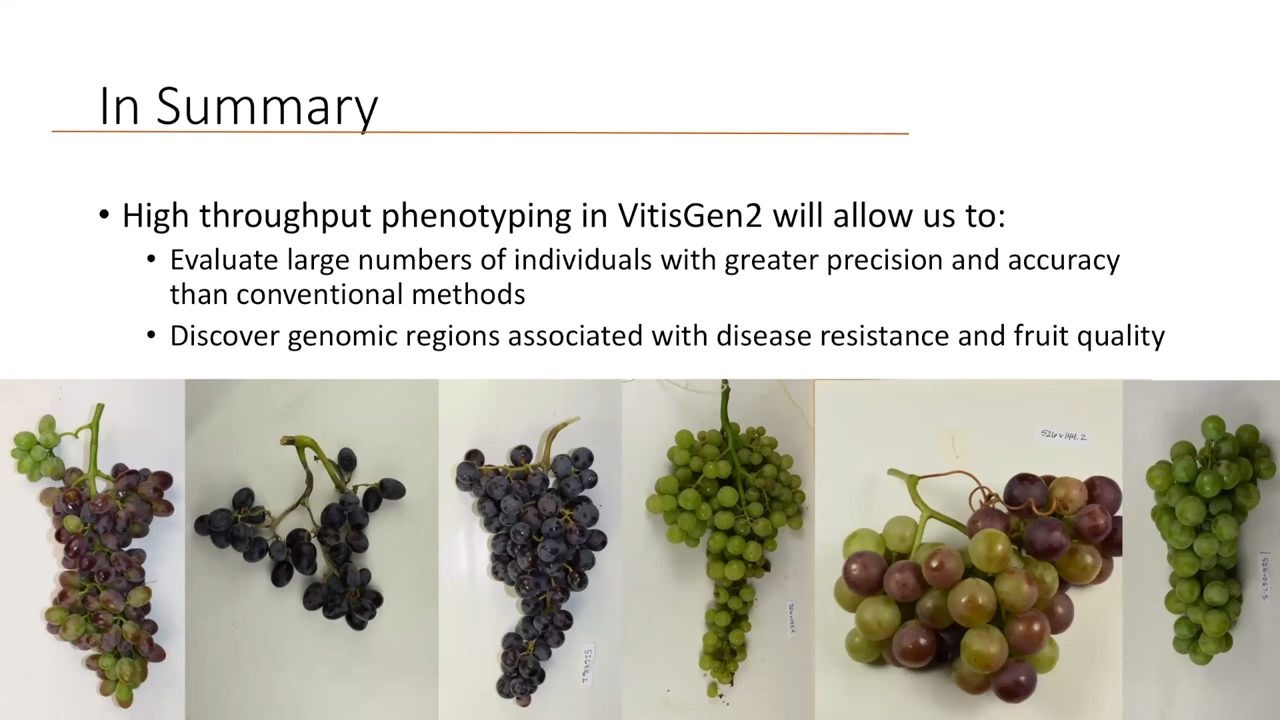 In Summary
• High throughput phenotyping in VitisGen2 will allow us to:
• Evaluate large numbers of individuals with greater precision and accuracy
than conventional methods
• Discover genomic regions associated with disease resistance and fruit quality